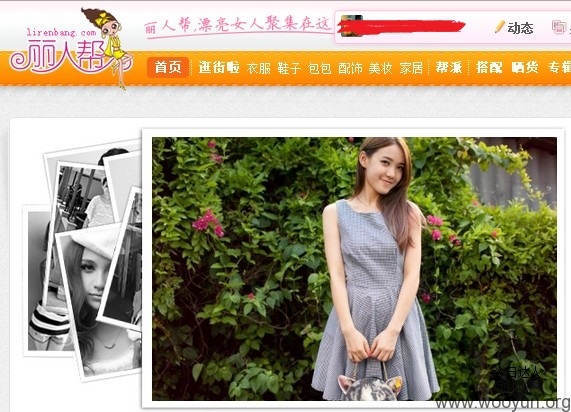 lirenbang.com
丽人帮
丽人帮,漂亮女人聚集在这
动态
首页 逛街啦 衣服 鞋子 包包 配饰 美妆 家居 帮派 搭配 晒货 专辑
www.wooyun.org